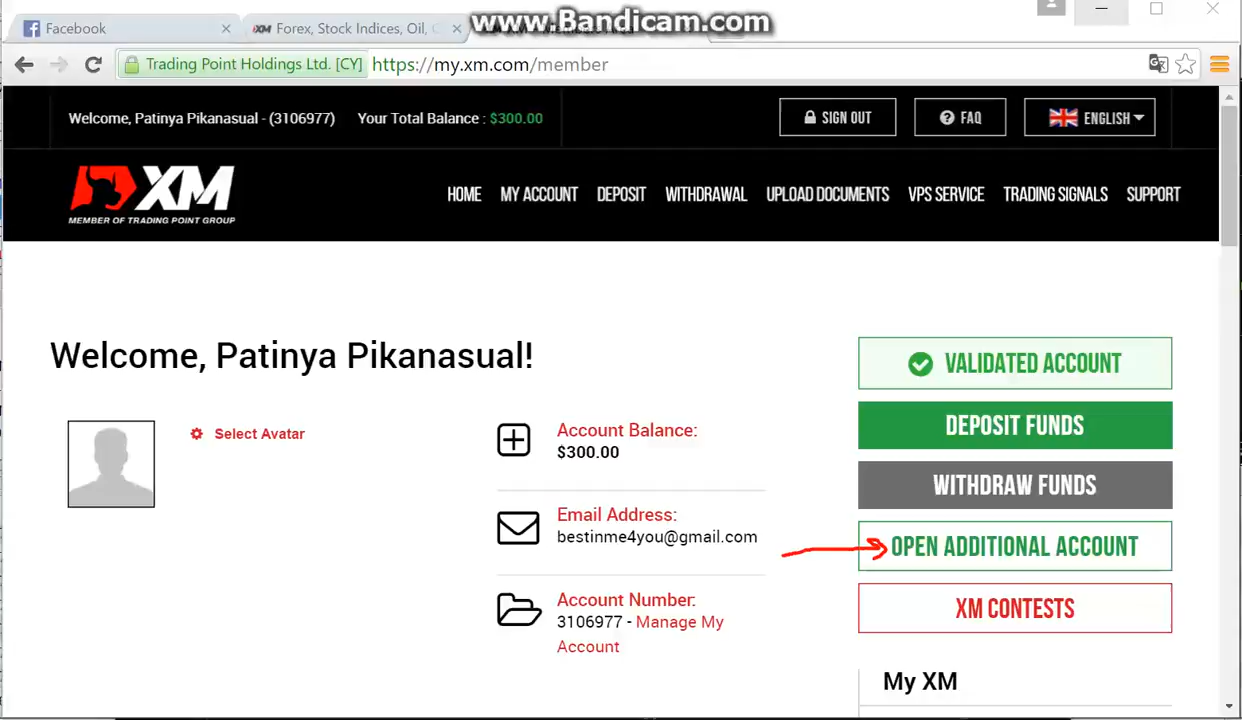 www.Bandicam.com
Facebook
XM Forex, Stock Indices, Oil, G
Trading Point Holdings Ltd. [CY] https://my.xm.com/member
Welcome, Patinya Pikanasual - (3106977) Your Total Balance : $300.00 SIGN OUT FAQ ENGLISH
XM
MEMBER OF TRADING POINT GROUP
HOME MY ACCOUNT DEPOSIT WITHDRAWAL UPLOAD DOCUMENTS VPS SERVICE TRADING SIGNALS SUPPORT
Welcome, Patinya Pikanasual!
Select Avatar
Account Balance:
$300.00
Email Address:
bestinme4you@gmail.com
Account Number:
3106977 - Manage My
Account
VALIDATED ACCOUNT
DEPOSIT FUNDS
WITHDRAW FUNDS
OPEN ADDITIONAL ACCOUNT
XM CONTESTS
My XM